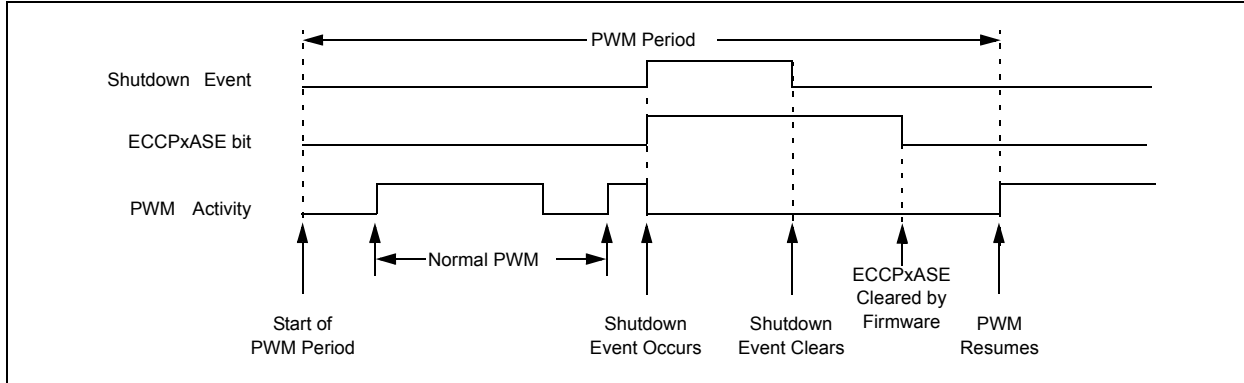 PWM Period
Shutdown Event
ECCPxASE bit
PWM Activity
Normal PWM
Start of
PWM Period
Shutdown
Event Occurs
Shutdown
Event Clears
ECCPxASE
Cleared by
Firmware
PWM
Resumes